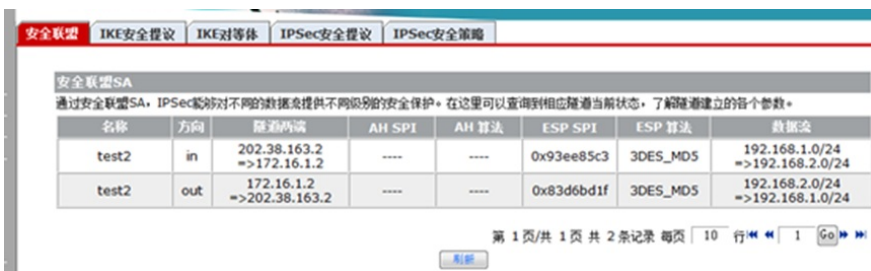 安全联盟 IKE安全提议 IKE对等体 IPSec安全提议 IPSec安全策略
安全联盟SA
通过安全联盟SA，IPSec能够对不同的数据流提供不同级别的安全保护。在这里可以查询到相应隧道当前状态，了解隧道建立的各个参数。
名称 方向 隧道两端 AH SPI AH 算法 ESP SPI ESP 算法 数据流
test2 in 202.38.163.2 ---- ---- 0x93ee85c3 3DES_MD5 192.168.1.0/24
=>172.16.1.2 =>192.168.2.0/24
test2 out 172.16.1.2 ---- ---- 0x83d6bd1f 3DES_MD5 192.168.2.0/24
=>202.38.163.2 =>192.168.1.0/24
第 1 页/共 1 页 共 2 条记录 每页 10 行 1 Go
刷新